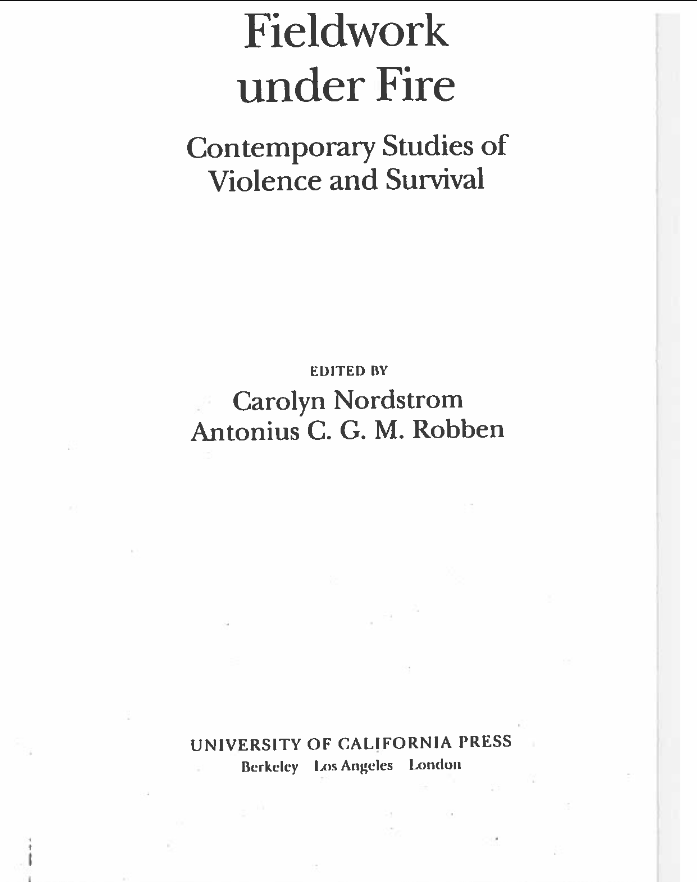 Fieldwork
under Fire
Contemporary Studies of
Violence and Survival
EDITED BY
Carolyn Nordstrom
Antonius C. G. M. Robben
UNIVERSITY OF CALIFORNIA PRESS
Berkeley Los Angeles London